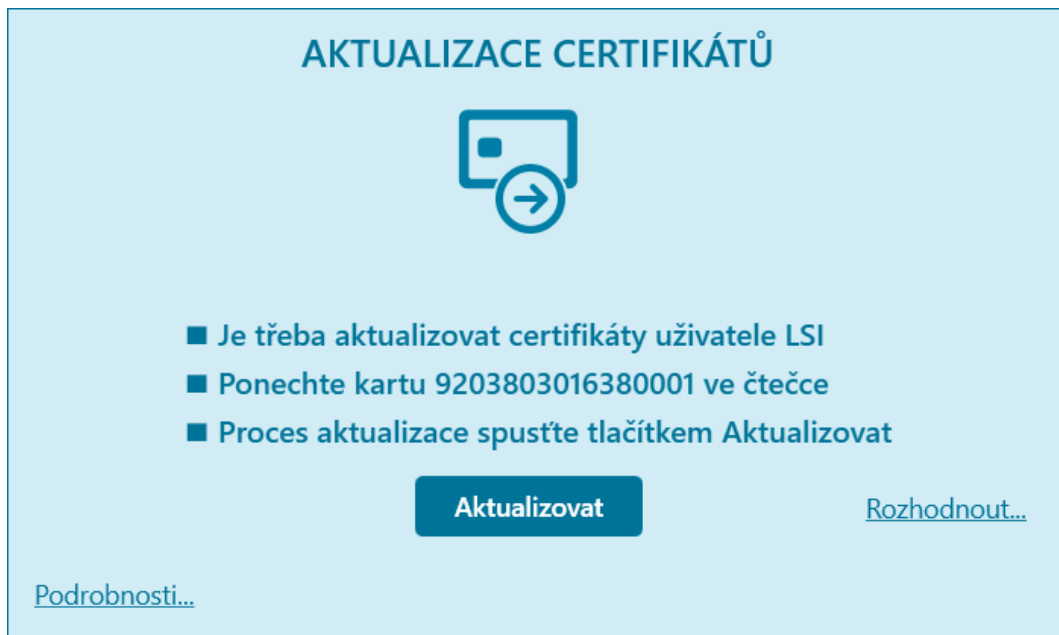 AKTUALIZACE CERTIFIKÁTŮ
■ Je třeba aktualizovat certifikáty uživatele LSI
■ Ponechte kartu 9203803016380001 ve čtečce
■ Proces aktualizace spusťte tlačítkem Aktualizovat
Aktualizovat
Rozhodnout...
Podrobnosti...